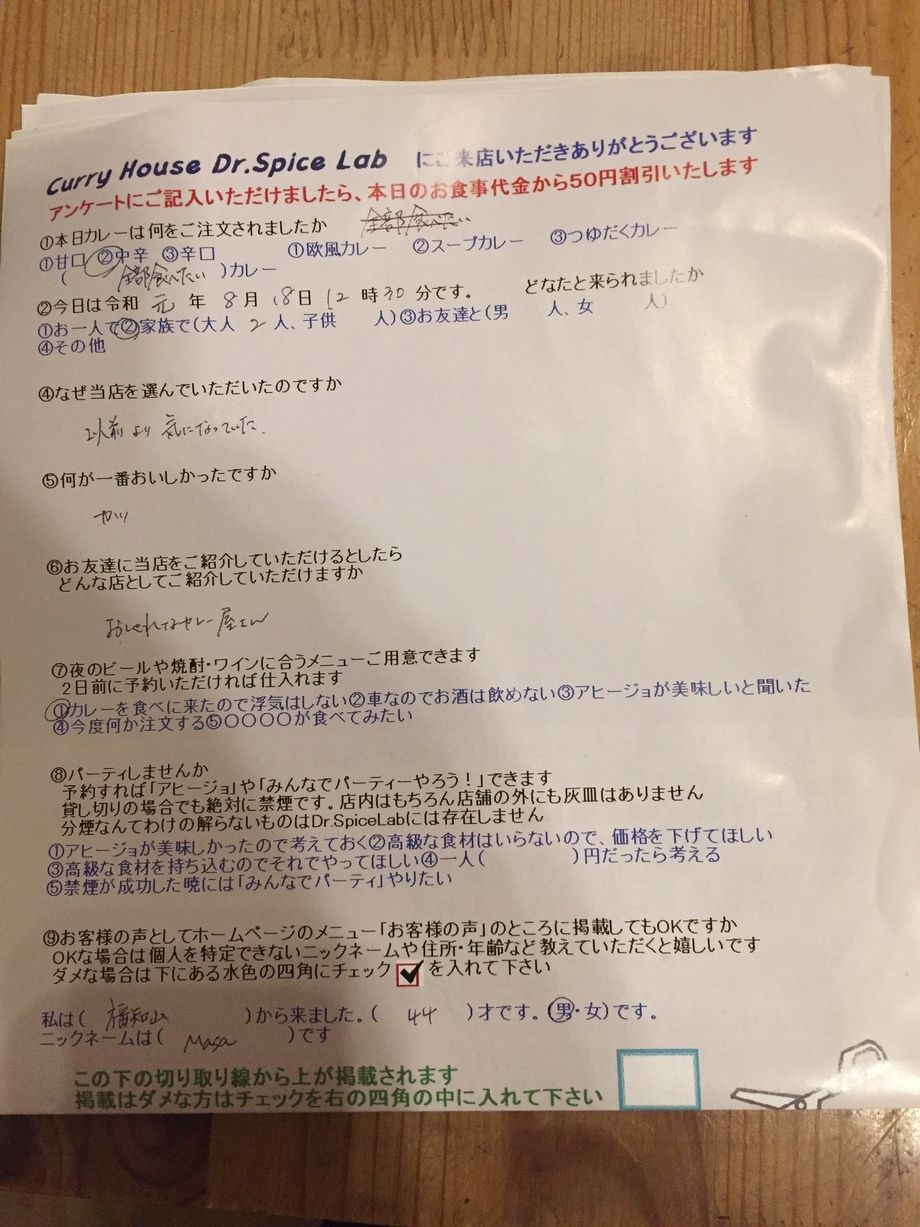 Curry House Dr.Spice Lab にご来店いただきありがとうございます
アンケートにご記入いただけましたら、本日のお食事代金から50円割引いたします
①本日カレーは何をご注文されましたか 全部食べたい
①甘口 ②中辛 ③辛口 ①欧風カレー ②スープカレー ③つゆだくカレー
( 全部食べたい )カレー
②今日は令和 元 年 8 月 18 日 12 時 30 分です。 どなたと来られましたか
①お一人で②家族で(大人 2 人、子供 人)③お友達と(男 人、女 人)
④その他
④なぜ当店を選んでいただいたのですか
以前より気になっていた。
⑤何が一番おいしかったですか
カツ
⑥お友達に当店をご紹介していただけるとしたら
どんな店としてご紹介していただけますか
おしゃれなカレー屋さん
⑦夜のビールや焼酎・ワインに合うメニューご用意できます
2日前に予約いただければ仕入れます
①カレーを食べに来たので浮気はしない②車なのでお酒は飲めない③アヒージョが美味しいと聞いた
④今度何か注文する⑤〇〇〇〇が食べてみたい
⑧パーティしませんか
予約すれば「アヒージョ」や「みんなでパーティーやろう!」できます
貸し切りの場合でも絶対に禁煙です。店内はもちろん店舗の外にも灰皿はありません
分煙なんてわけの解らないものはDr.SpiceLabには存在しません
①アヒージョが美味しかったので考えておく②高級な食材はいらないので、価格を下げてほしい
③高級な食材を持ち込むのでそれでやってほしい④一人( )円だったら考える
⑤禁煙が成功した暁には「みんなでパーティ」やりたい
⑨お客様の声としてホームページのメニュー「お客様の声」のところに掲載してもOKですか
OKな場合は個人を特定できないニックネームや住所・年齢など教えていただくと嬉しいです
ダメな場合は下にある水色の四角にチェック☑を入れて下さい
私は( 福知山 )から来ました。( 44 )才です。(男・女)です。
ニックネームは( Masa )です
この下の切り取り線から上が掲載されます
掲載はダメな方はチェックを右の四角の中に入れて下さい